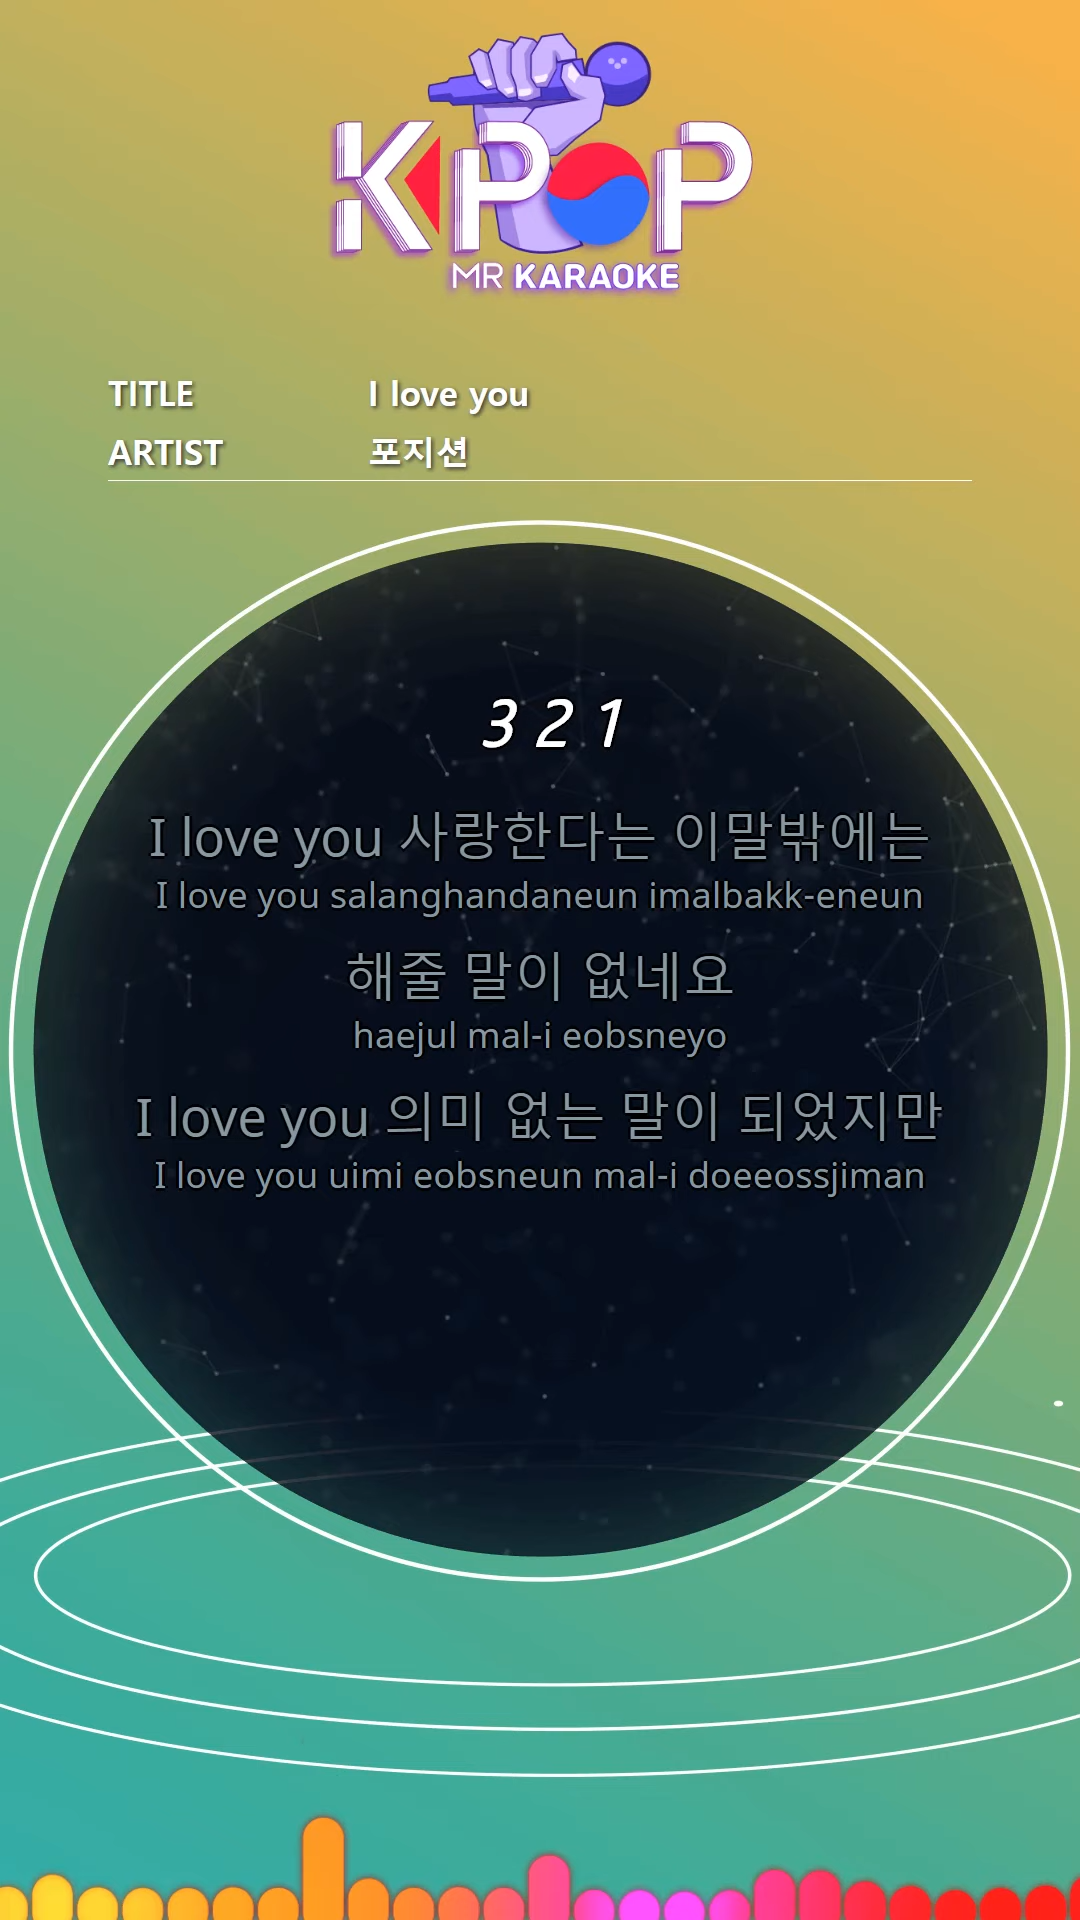 KPOP
MR KARAOKE
TITLE I love you
ARTIST 포지션
3 2 1
I love you 사랑한다는 이말밖에는
I love you salanghandaneun imalbakk-eneun
해줄 말이 없네요
haejul mal-i eobsneyo
I love you 의미 없는 말이 되었지만
I love you uimi eobsneun mal-i doeeossjiman